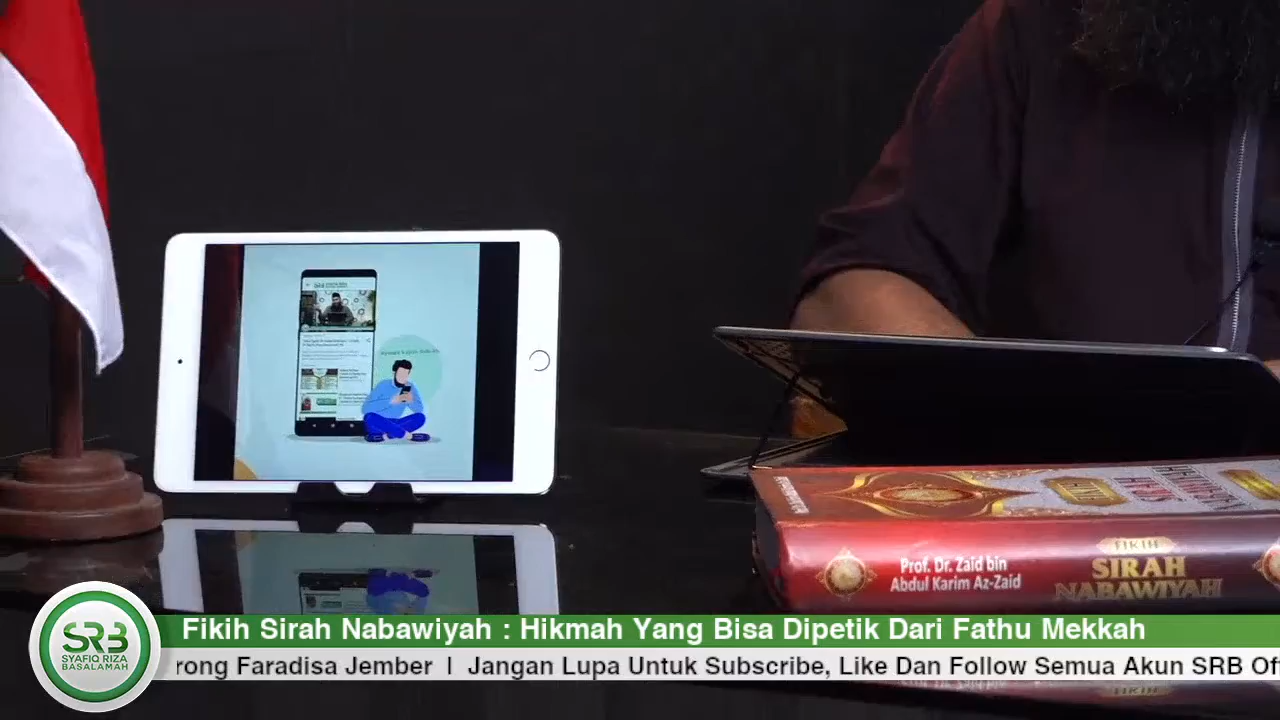 Prof. Dr. Zaid bin
Abdul Karim Az-Zaid
FIKIH
SIRAH
NABAWIYAH
SRB
SYAFIQ RIZA
BASALAMAH
Fikih Sirah Nabawiyah : Hikmah Yang Bisa Dipetik Dari Fathu Mekkah
rong Faradisa Jember | Jangan Lupa Untuk Subscribe, Like Dan Follow Semua Akun SRB Of